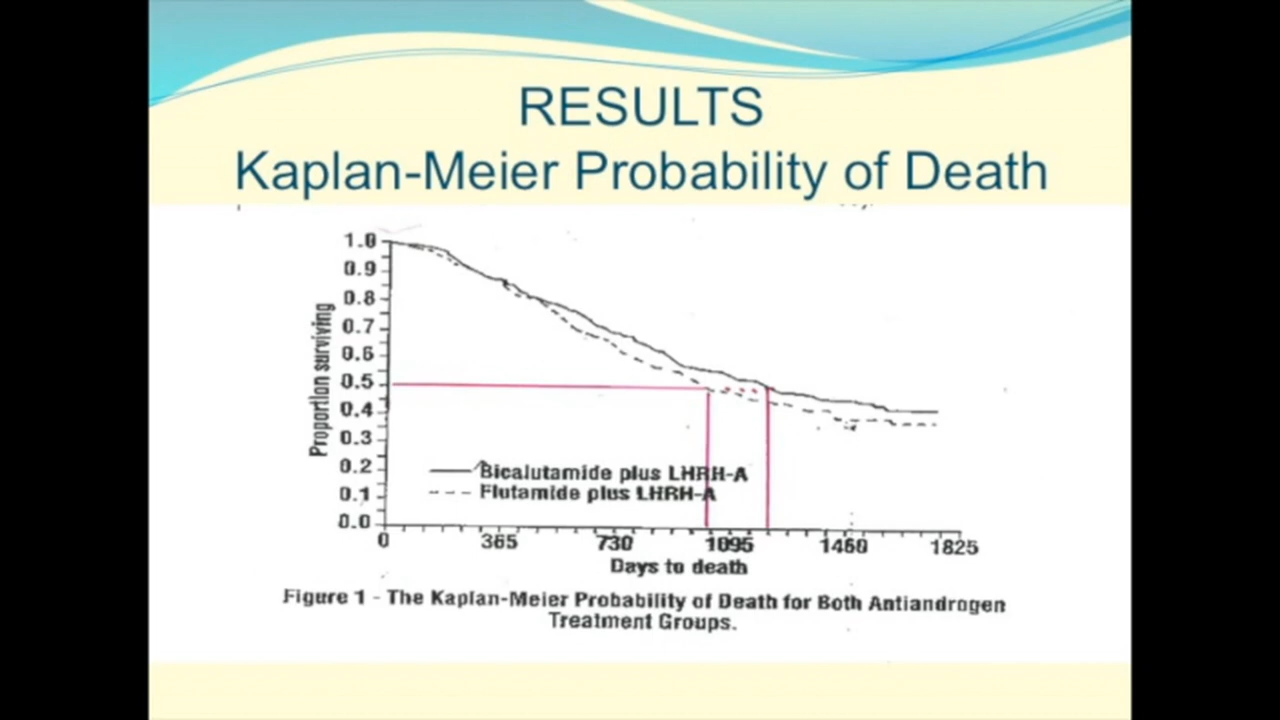 RESULTS
Kaplan-Meier Probability of Death
1.0
0.9
0.8
0.7
0.6
0.5
0.4
0.3
0.2
0.1
0.0
Proportion surviving
Bicalutamide plus LHRH-A
Flutamide plus LHRH-A
0 365 730 1095 1460 1825
Days to death
Figure 1 - The Kaplan-Meier Probability of Death for Both Antiandrogen
Treatment Groups.